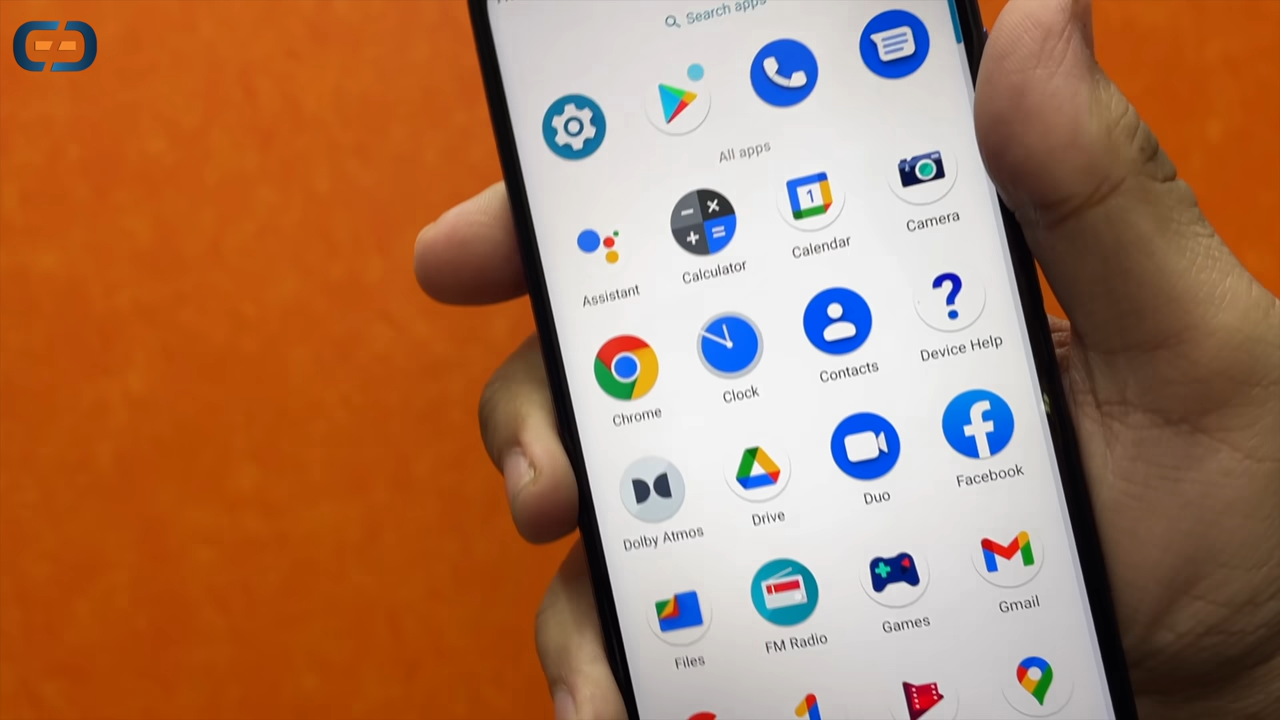 Search apps
All apps
Assistant
Calculator
Calendar
Camera
Chrome
Clock
Contacts
Device Help
Dolby Atmos
Drive
Duo
Facebook
Files
FM Radio
Games
Gmail
1